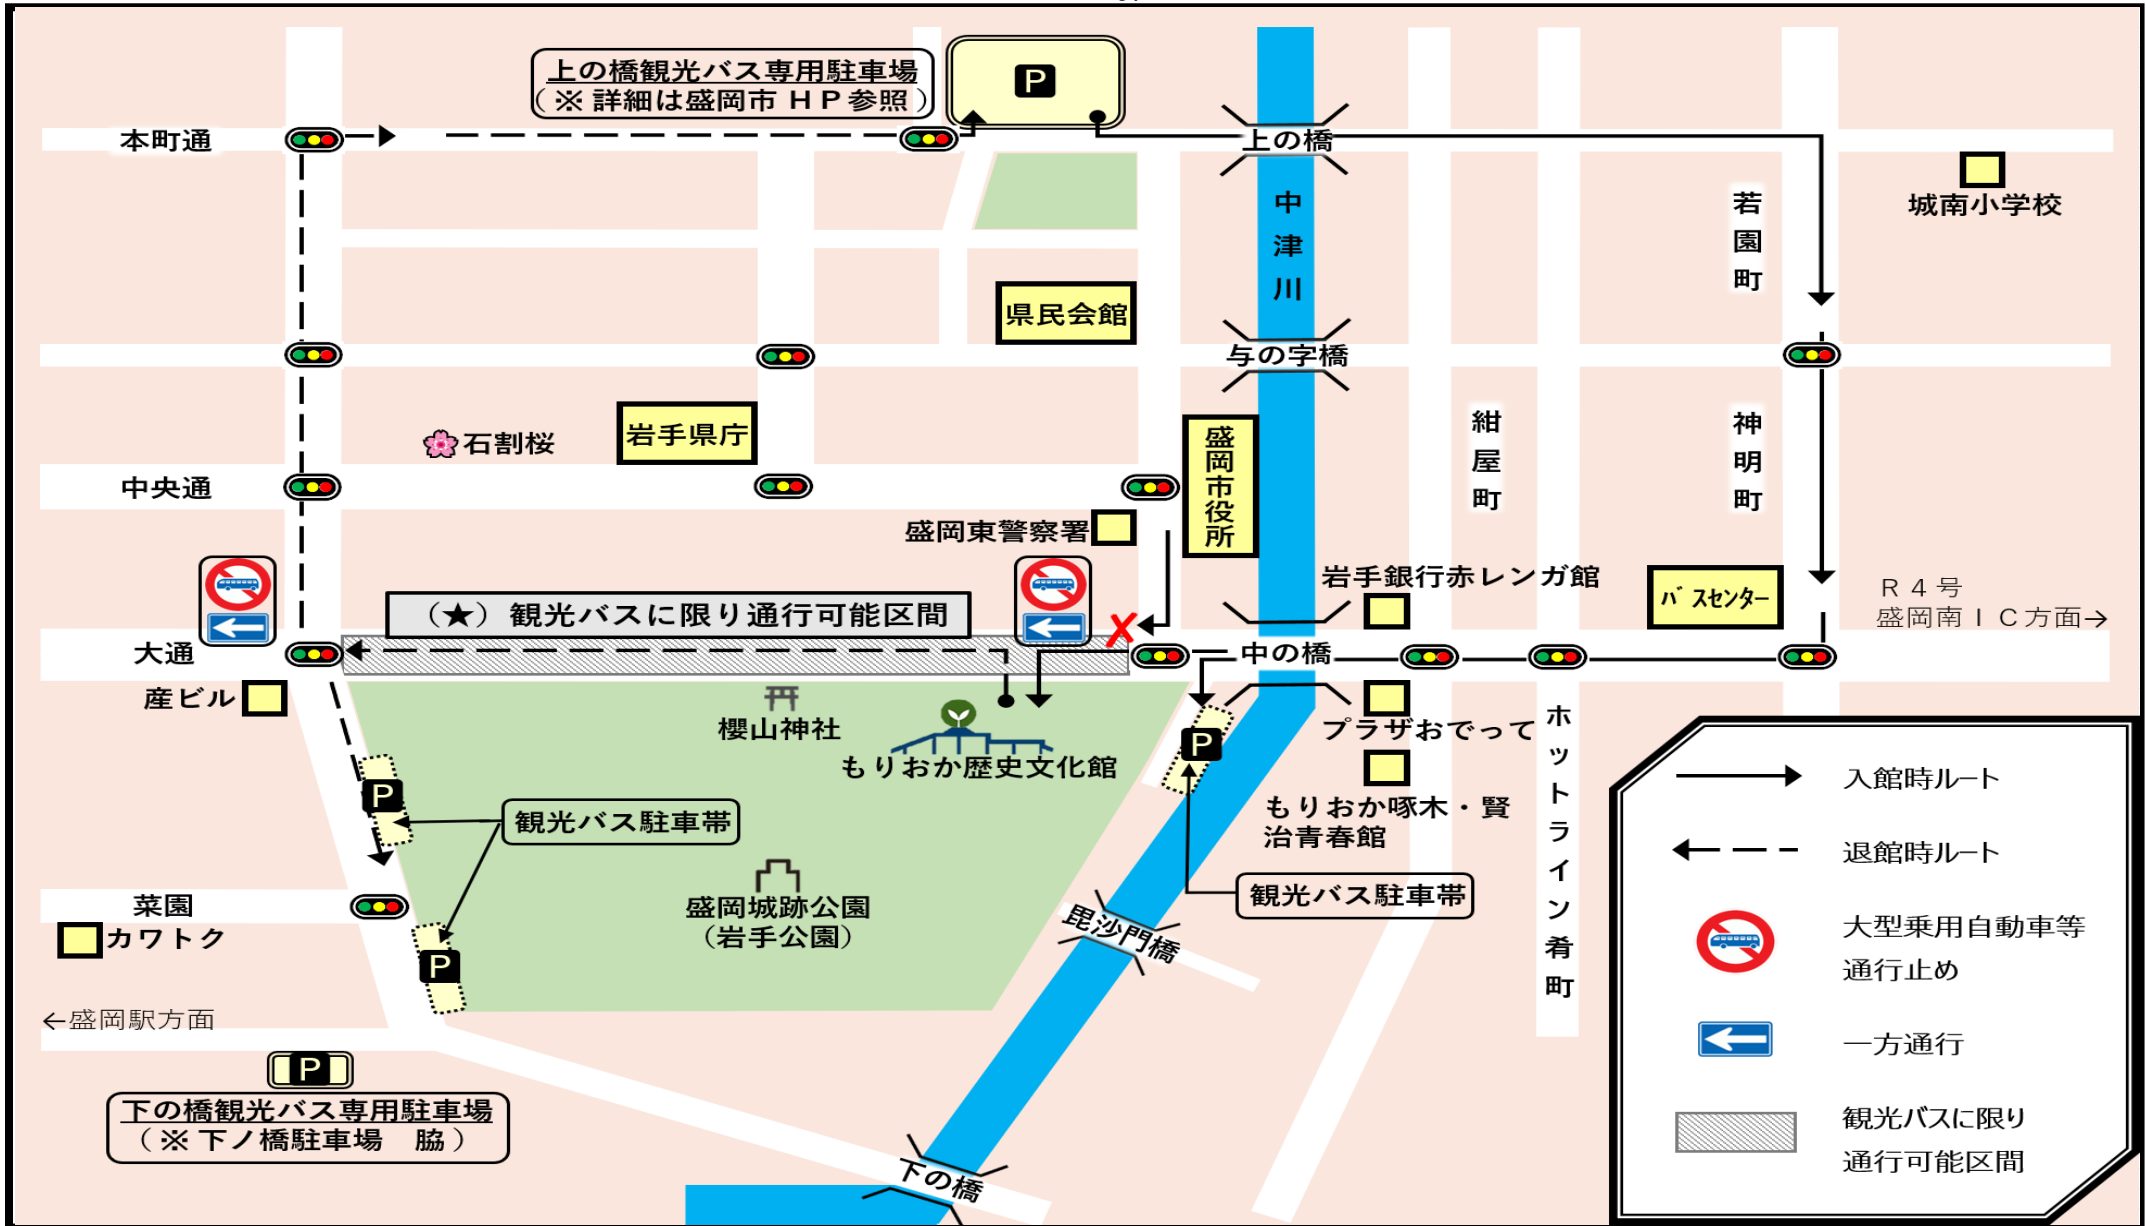 上の橋観光バス専用駐車場
（※詳細は盛岡市ＨＰ参照）
P
本町通
上の橋
城南小学校
中津川
若園町
県民会館
与の字橋
岩手県庁
石割桜
盛岡市役所
紺屋町
神明町
中央通
盛岡東警察署
岩手銀行赤レンガ館
バスセンター
Ｒ４号
盛岡南ＩＣ方面→
（★）観光バスに限り通行可能区間
大通
中の橋
産ビル
櫻山神社
もりおか歴史文化館
P
プラザおでって
ホットライン肴町
もりおか啄木・賢
治青春館
P
観光バス駐車帯
盛岡城跡公園
（岩手公園）
観光バス駐車帯
菜園
カワトク
P
毘沙門橋
←盛岡駅方面
P
下の橋観光バス専用駐車場
（※下ノ橋駐車場　脇）
下の橋
入館時ルート
退館時ルート
大型乗用自動車等
通行止め
一方通行
観光バスに限り
通行可能区間